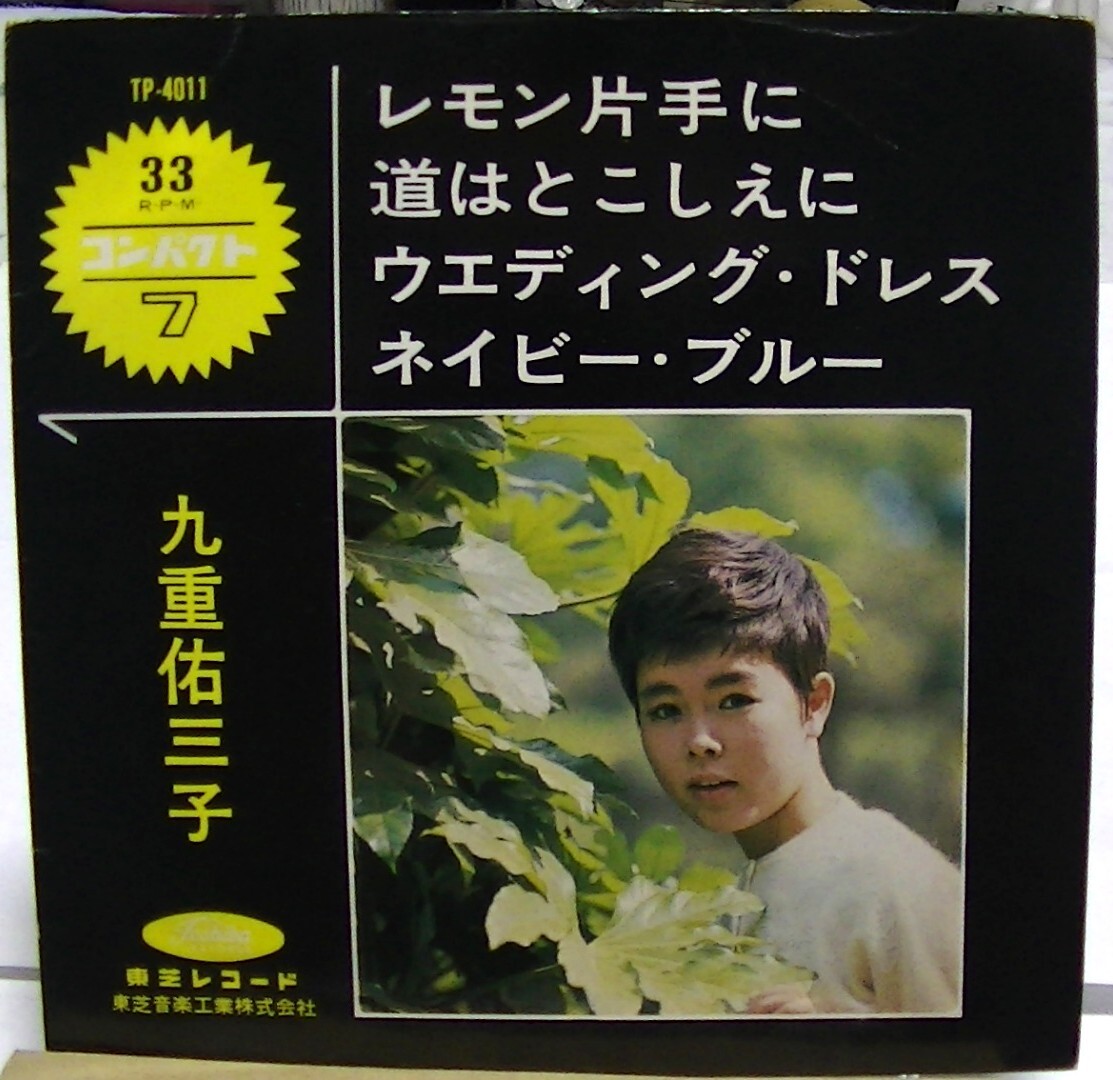 TP-4011
33
R・P・M・
コンパクト
7
レモン片手に
道はとこしえに
ウエディング・ドレス
ネイビー・ブルー
九重佑三子
Toshiba
東芝レコード
東芝音楽工業株式会社